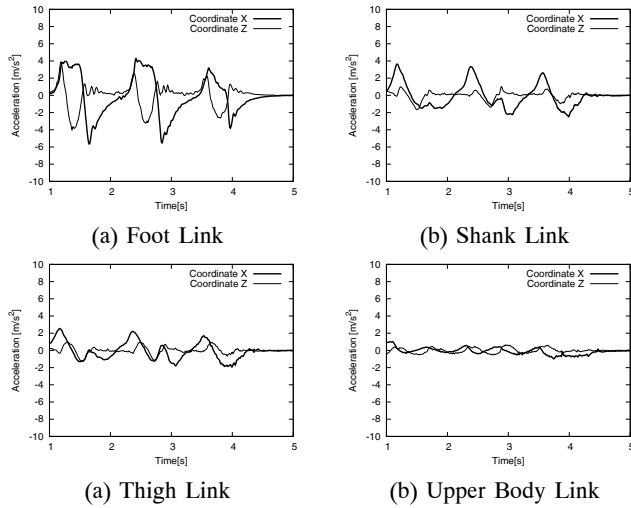 Coordinate X
Coordinate Z
Acceleration [m/s²]
10
8
6
4
2
0
-2
-4
-6
-8
-10
1 2 3 4 5
Time[s]
(a) Foot Link
Coordinate X
Coordinate Z
Acceleration [m/s²]
10
8
6
4
2
0
-2
-4
-6
-8
-10
1 2 3 4 5
Time[s]
(b) Shank Link
Coordinate X
Coordinate Z
Acceleration [m/s²]
10
8
6
4
2
0
-2
-4
-6
-8
-10
1 2 3 4 5
Time[s]
(a) Thigh Link
Coordinate X
Coordinate Z
Acceleration [m/s²]
10
8
6
4
2
0
-2
-4
-6
-8
-10
1 2 3 4 5
Time[s]
(b) Upper Body Link